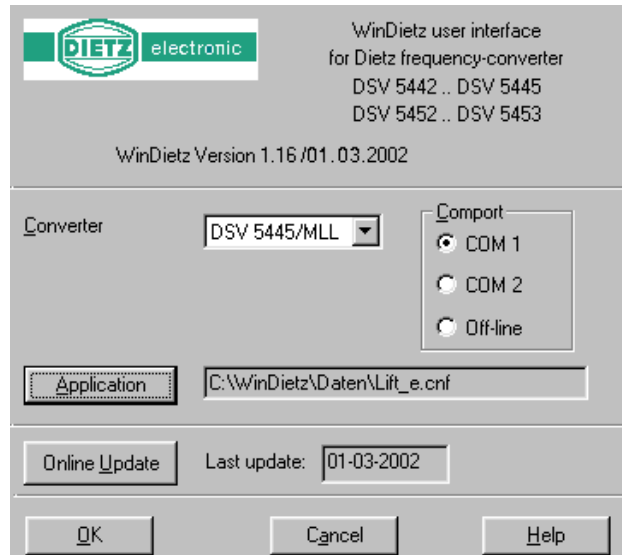 DIETZ electronic
WinDietz user interface
for Dietz frequency-converter
DSV 5442 .. DSV 5445
DSV 5452 .. DSV 5453
WinDietz Version 1.16 /01.03.2002
Converter
DSV 5445/MLL
Comport
COM 1
COM 2
Off-line
Application
C:\WinDietz\Daten\Lift_e.cnf
Online Update
Last update:
01-03-2002
OK
Cancel
Help